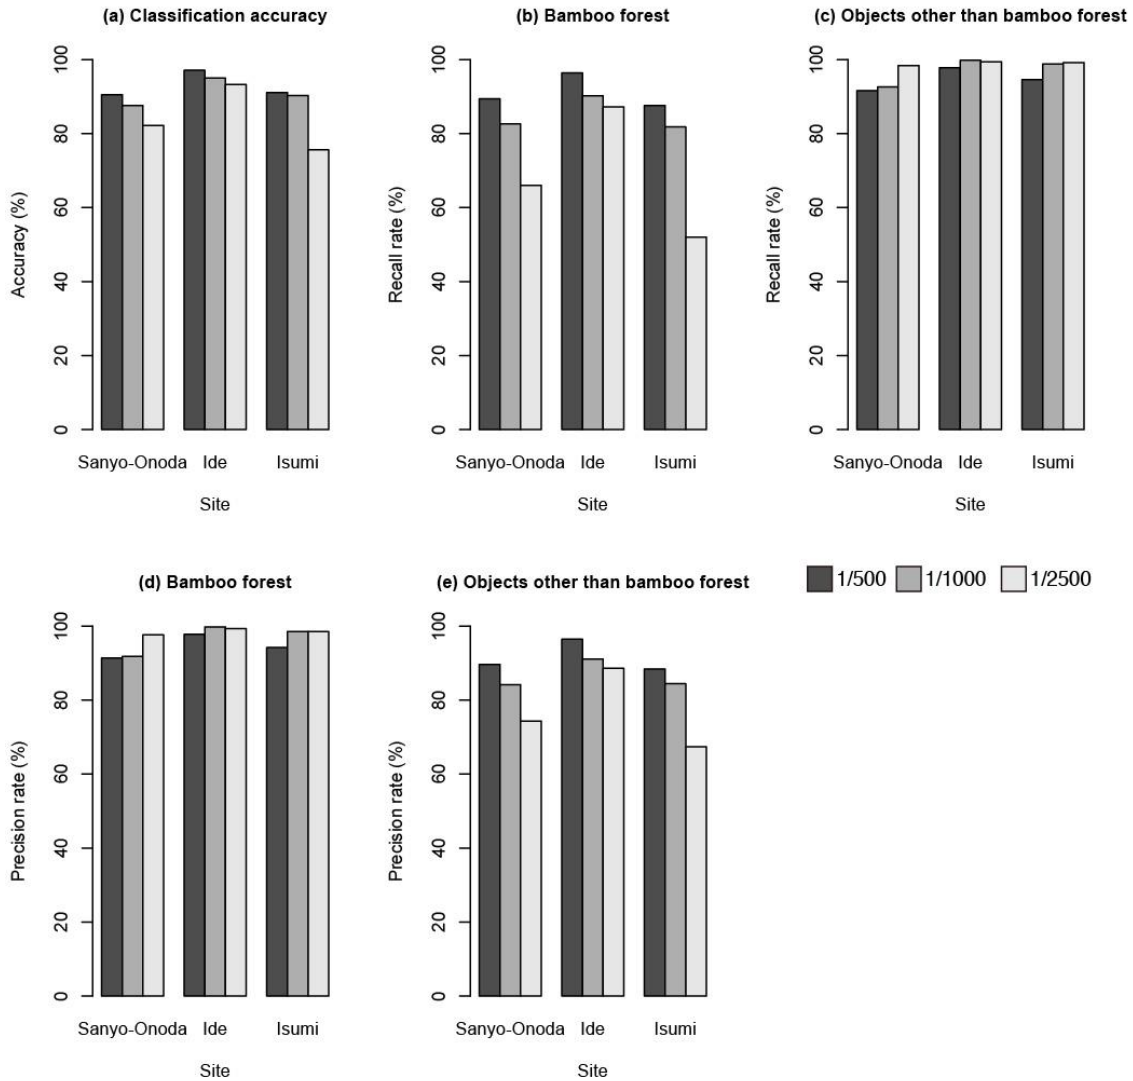 (a) Classification accuracy
Accuracy (%)
0 20 40 60 80 100
Sanyo-Onoda Ide Isumi
Site
(b) Bamboo forest
Recall rate (%)
0 20 40 60 80 100
Sanyo-Onoda Ide Isumi
Site
(c) Objects other than bamboo forest
Recall rate (%)
0 20 40 60 80 100
Sanyo-Onoda Ide Isumi
Site
(d) Bamboo forest
Precision rate (%)
0 20 40 60 80 100
Sanyo-Onoda Ide Isumi
Site
(e) Objects other than bamboo forest
Precision rate (%)
0 20 40 60 80 100
Sanyo-Onoda Ide Isumi
Site
1/500 1/1000 1/2500